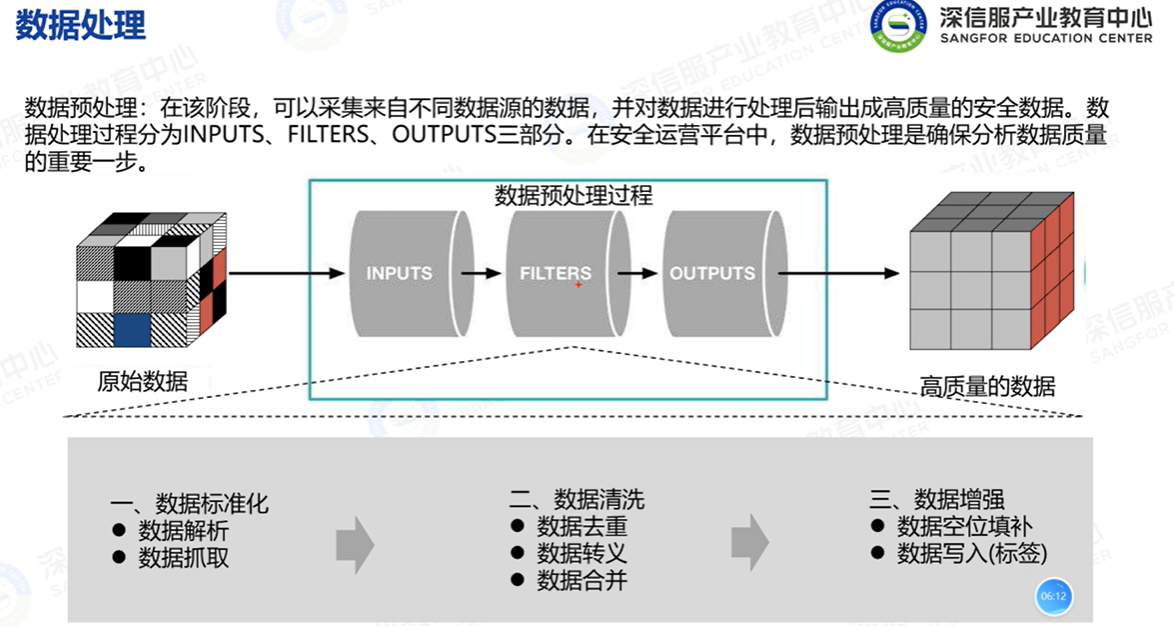 数据处理
深信服产业教育中心
SANGFOR EDUCATION CENTER
数据预处理：在该阶段，可以采集来自不同数据源的数据，并对数据进行处理后输出成高质量的安全数据。数
据处理过程分为INPUTS、FILTERS、OUTPUTS三部分。在安全运营平台中，数据预处理是确保分析数据质量
的重要一步。
数据预处理过程
INPUTS
FILTERS
OUTPUTS
原始数据
高质量的数据
一、数据标准化
● 数据解析
● 数据抓取
二、数据清洗
● 数据去重
● 数据转义
● 数据合并
三、数据增强
● 数据空位填补
● 数据写入(标签)
06:12